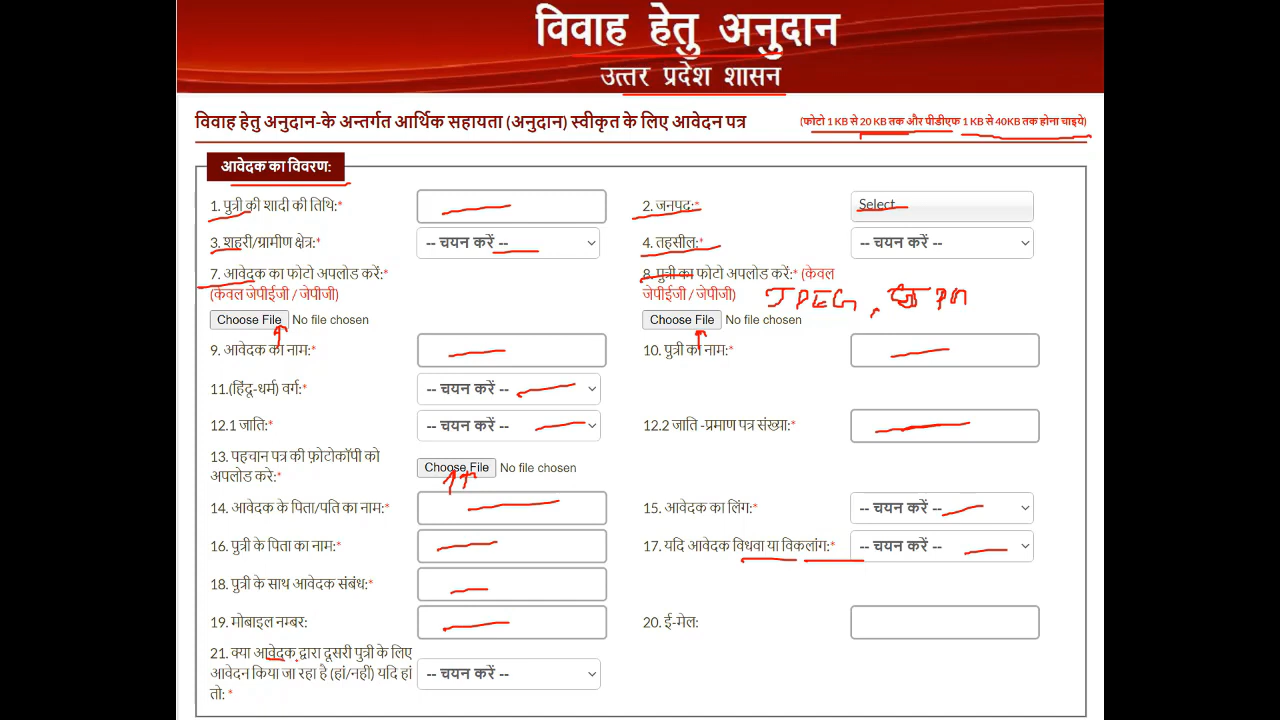 विवाह हेतु अनुदान
उत्तर प्रदेश शासन
विवाह हेतु अनुदान-के अन्तर्गत आर्थिक सहायता (अनुदान) स्वीकृत के लिए आवेदन पत्र (फोटो 1 KB से 20 KB तक और पीडीएफ 1 KB से 40KB तक होना चाइये)
आवेदक का विवरण:
1. पुत्री की शादी की तिथि:* 2. जनपद:* Select
3. शहरी/ग्रामीण क्षेत्र:* -- चयन करें -- 4. तहसील:* -- चयन करें --
7. आवेदक का फोटो अपलोड करें:* 8. पुत्री का फोटो अपलोड करें:* (केवल
(केवल जेपीईजी / जेपीजी) जेपीईजी / जेपीजी) JPEG, JPG
Choose File No file chosen Choose File No file chosen
9. आवेदक का नाम:* 10. पुत्री का नाम:*
11.(हिंदू-धर्म) वर्ग:* -- चयन करें --
12.1 जाति:* -- चयन करें -- 12.2 जाति -प्रमाण पत्र संख्या:*
13. पहचान पत्र की फ़ोटोकॉपी को
अपलोड करे:* Choose File No file chosen
14. आवेदक के पिता/पति का नाम:* 15. आवेदक का लिंग:* -- चयन करें --
16. पुत्री के पिता का नाम:* 17. यदि आवेदक विधवा या विकलांग:* -- चयन करें --
18. पुत्री के साथ आवेदक संबंध:*
19. मोबाइल नम्बर: 20. ई-मेल:
21. क्या आवेदक द्वारा दूसरी पुत्री के लिए
आवेदन किया जा रहा है (हां/नहीं) यदि हां -- चयन करें --
तो: *